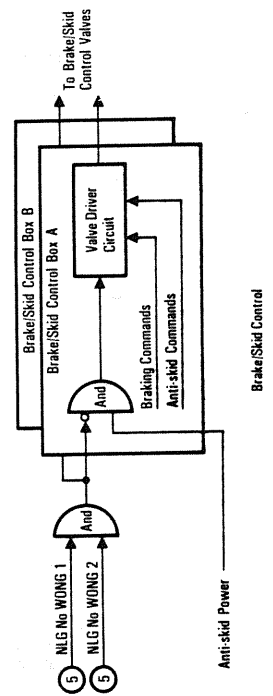 To Brake/Skid
Control Valves
Brake/Skid Control Box B
Brake/Skid Control Box A
Valve Driver
Circuit
And
Braking Commands
Anti-skid Commands
And
NLG No WONG 1
NLG No WONG 2
5
5
Anti-skid Power
Brake/Skid Control